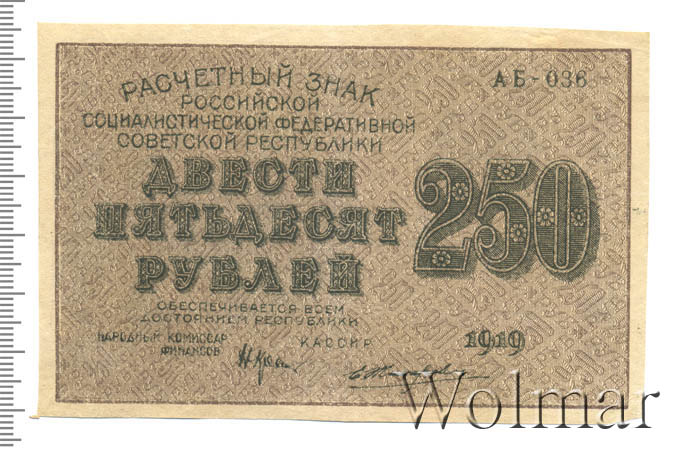 АБ-036
РАСЧЕТНЫЙ ЗНАК
РОССИЙСКОЙ
СОЦИАЛИСТИЧЕСКОЙ ФЕДЕРАТИВНОЙ
СОВЕТСКОЙ РЕСПУБЛИКИ
ДВЕСТИ
ПЯТЬДЕСЯТ
РУБЛЕЙ
250
ОБЕСПЕЧИВАЕТСЯ ВСЕМ
ДОСТОЯНИЕМ РЕСПУБЛИКИ
НАРОДНЫЙ КОМИССАР
ФИНАНСОВ
КАССИР
1919
Wolmar